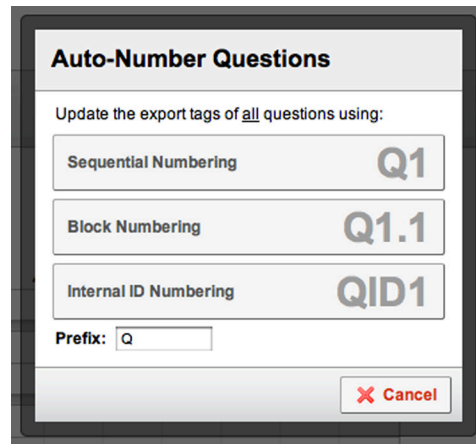 Auto-Number Questions
Update the export tags of all questions using:
Sequential Numbering Q1
Block Numbering Q1.1
Internal ID Numbering QID1
Prefix: Q
Cancel